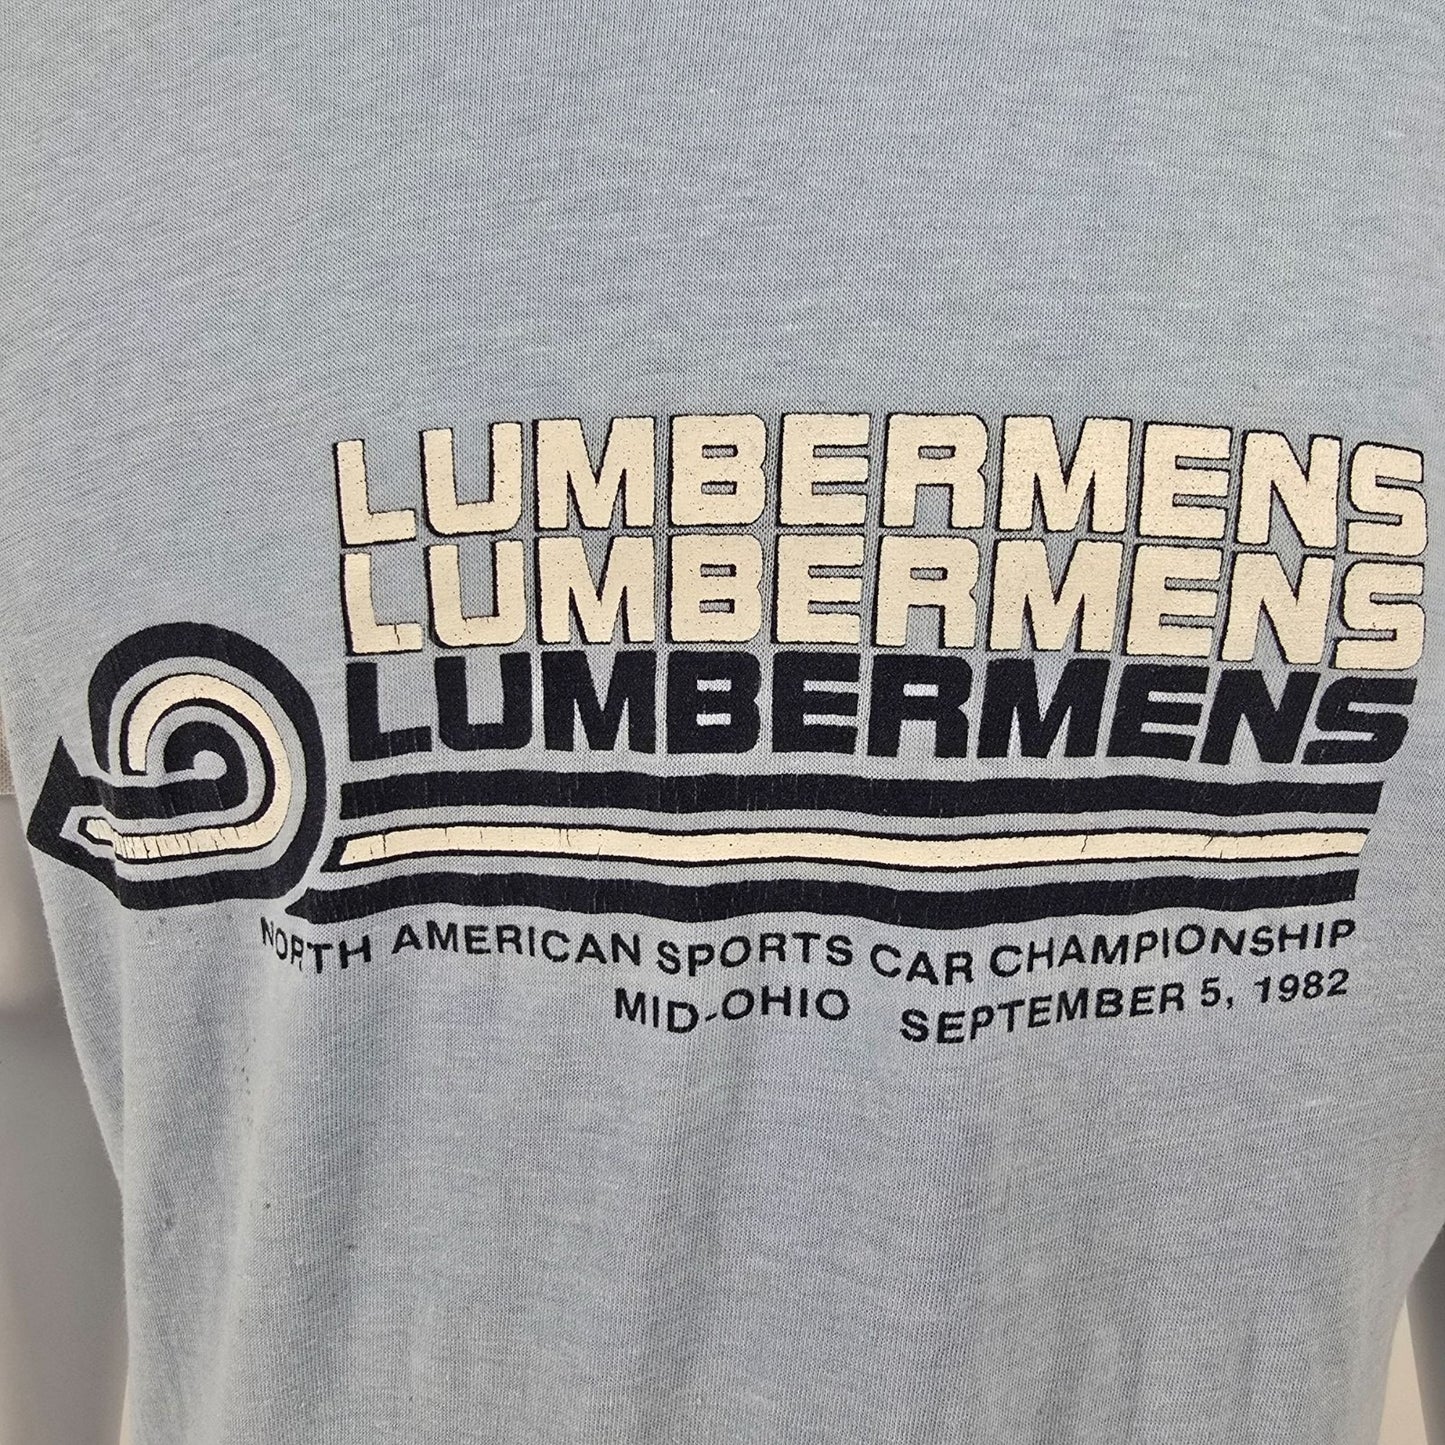 LUMBERMENS
LUMBERMENS
LUMBERMENS
NORTH AMERICAN SPORTS CAR CHAMPIONSHIP
MID-OHIO SEPTEMBER 5, 1982